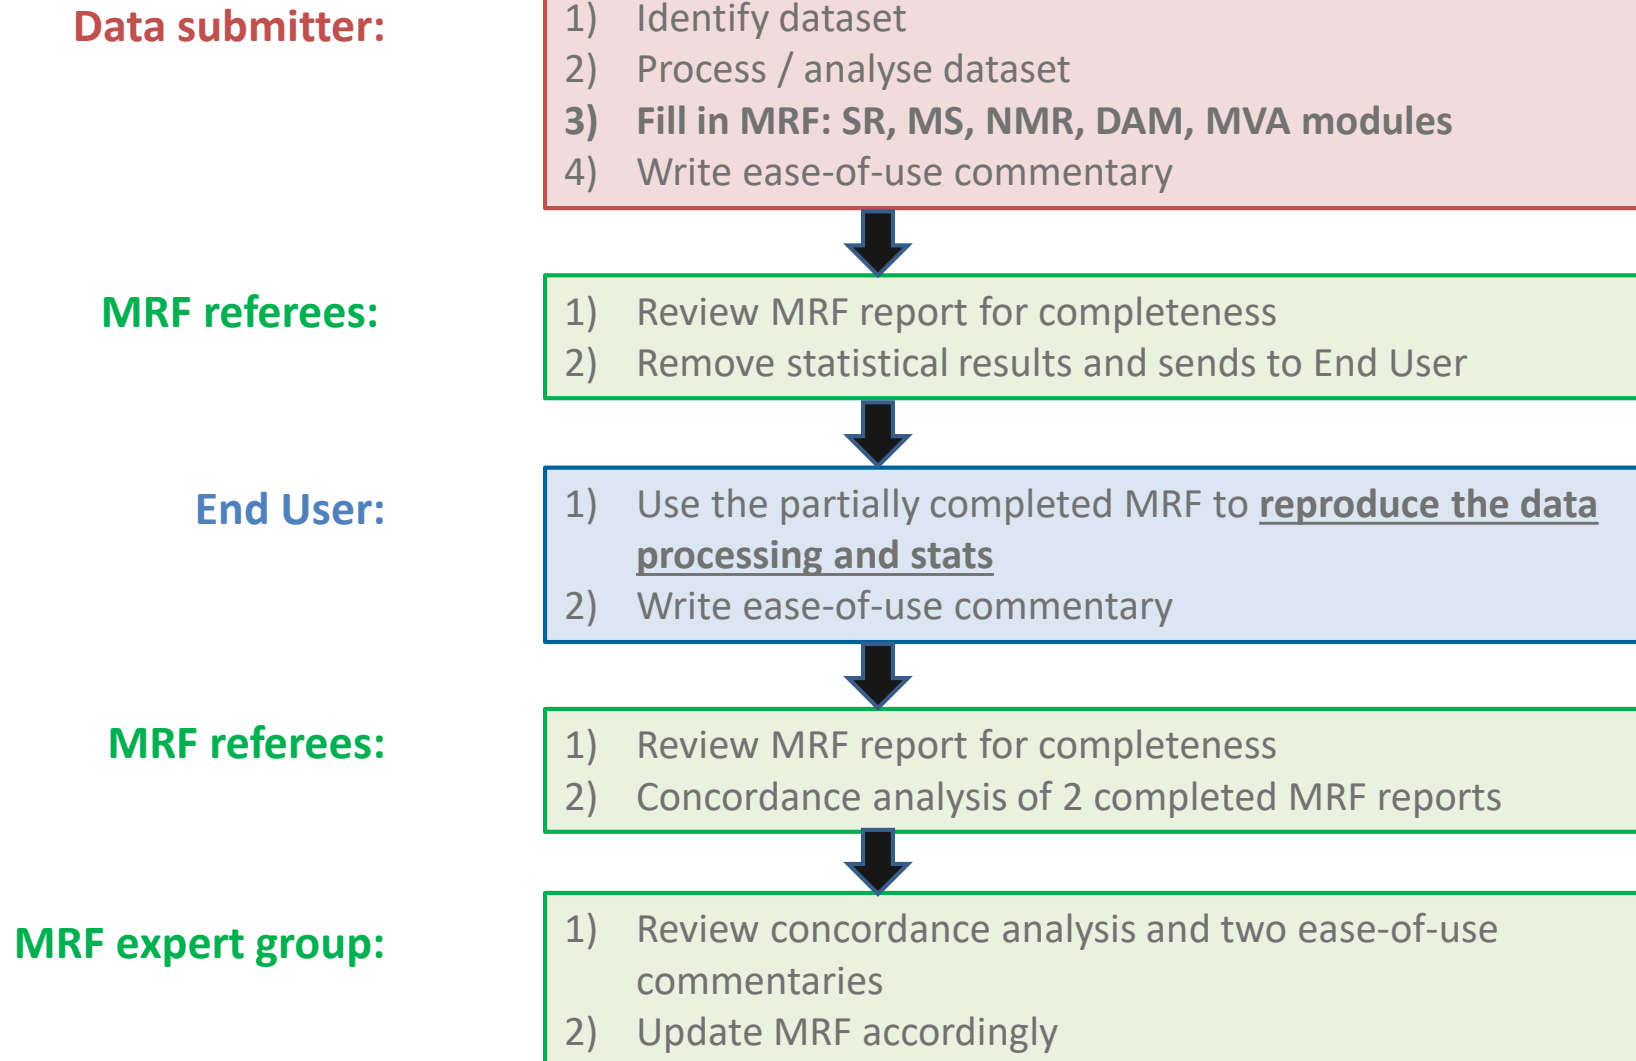 Data submitter:
1) Identify dataset
2) Process / analyse dataset
3) Fill in MRF: SR, MS, NMR, DAM, MVA modules
4) Write ease-of-use commentary
MRF referees:
1) Review MRF report for completeness
2) Remove statistical results and sends to End User
End User:
1) Use the partially completed MRF to reproduce the data
processing and stats
2) Write ease-of-use commentary
MRF referees:
1) Review MRF report for completeness
2) Concordance analysis of 2 completed MRF reports
MRF expert group:
1) Review concordance analysis and two ease-of-use
commentaries
2) Update MRF accordingly